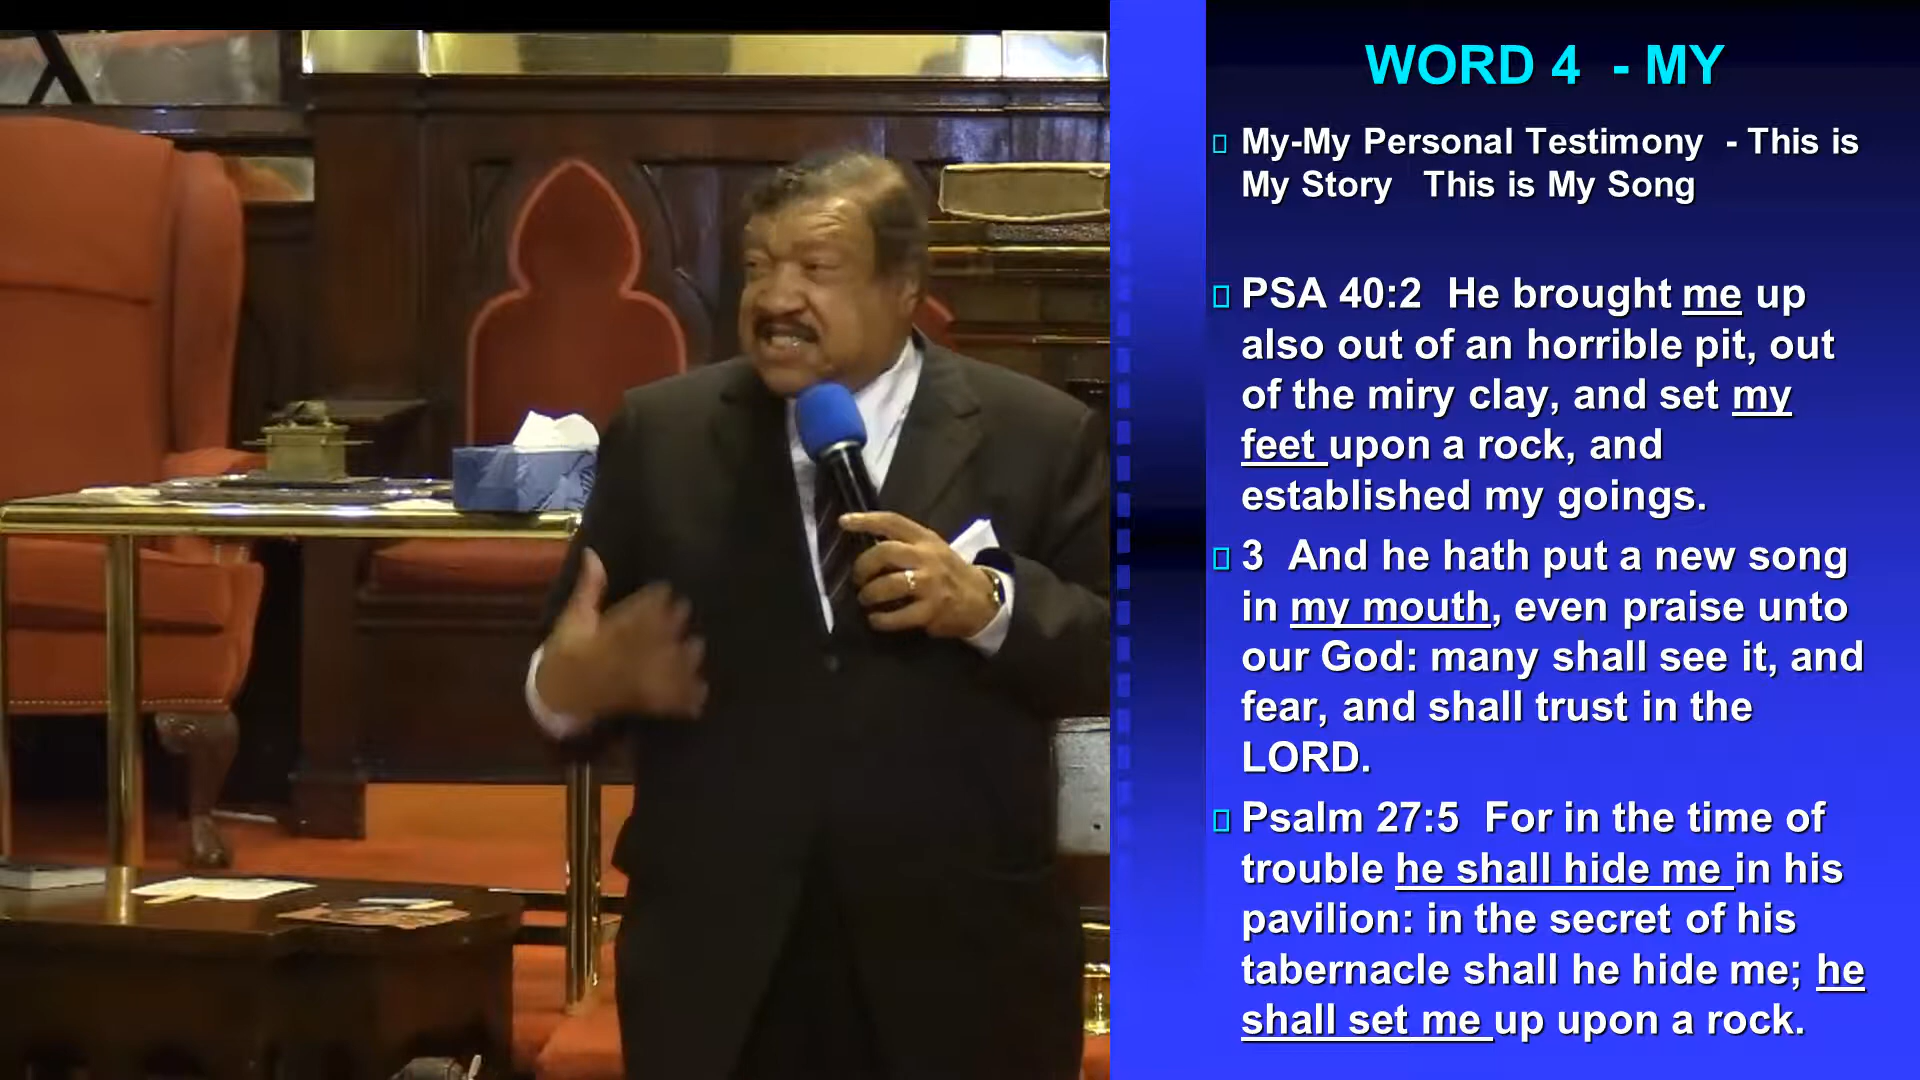 WORD 4 - MY
My-My Personal Testimony - This is
My Story This is My Song
PSA 40:2 He brought me up
also out of an horrible pit, out
of the miry clay, and set my
feet upon a rock, and
established my goings.
3 And he hath put a new song
in my mouth, even praise unto
our God: many shall see it, and
fear, and shall trust in the
LORD.
Psalm 27:5 For in the time of
trouble he shall hide me in his
pavilion: in the secret of his
tabernacle shall he hide me; he
shall set me up upon a rock.